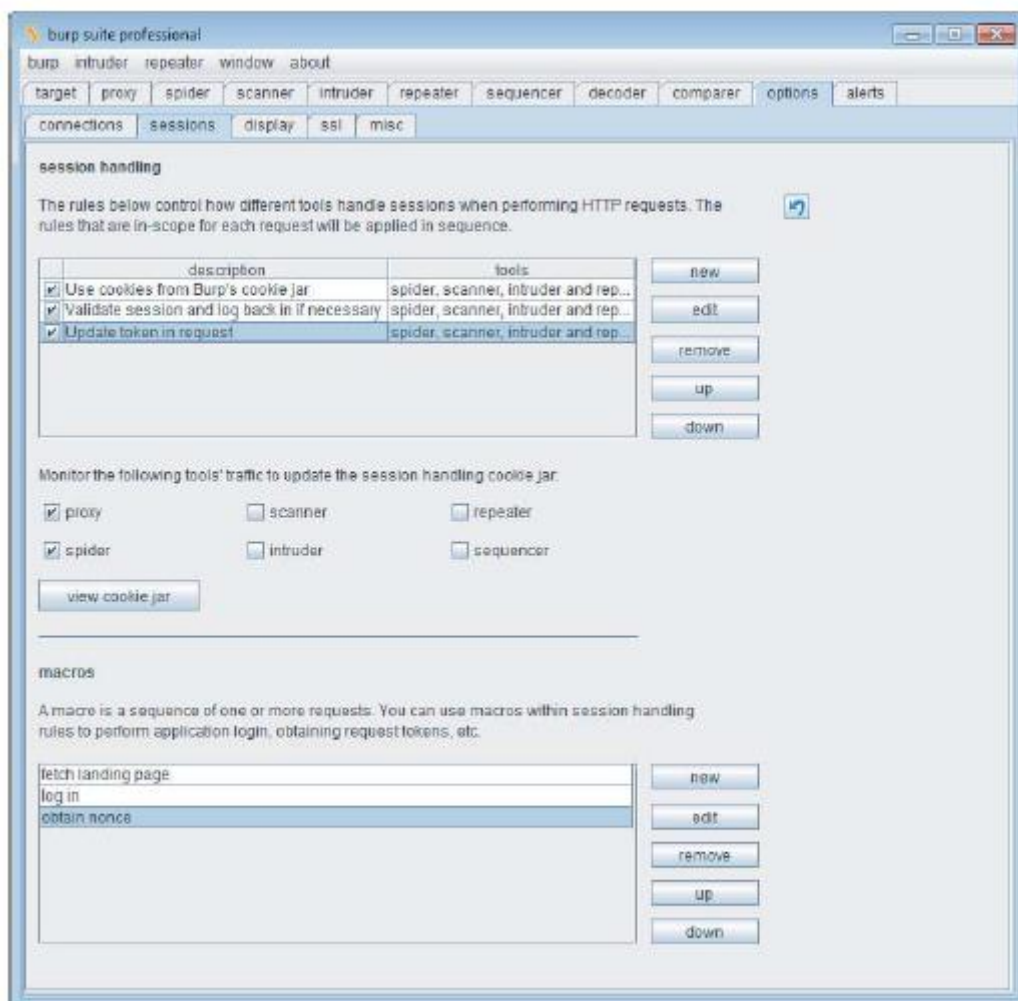 burp suite professional
burp intruder repeater window about
target proxy spider scanner intruder repeater sequencer decoder comparer options alerts
connections sessions display ssl misc
session handling
The rules below control how different tools handle sessions when performing HTTP requests. The
rules that are in-scope for each request will be applied in sequence.
description tools
Use cookies from Burp's cookie jar spider, scanner, intruder and rep...
Validate session and log back in if necessary spider, scanner, intruder and rep...
Update token in request spider, scanner, intruder and rep...
new
edit
remove
up
down
Monitor the following tools' traffic to update the session handling cookie jar:
proxy scanner repeater
spider intruder sequencer
view cookie jar
macros
A macro is a sequence of one or more requests. You can use macros within session handling
rules to perform application login, obtaining request tokens, etc.
fetch landing page
log in
obtain nonce
new
edit
remove
up
down